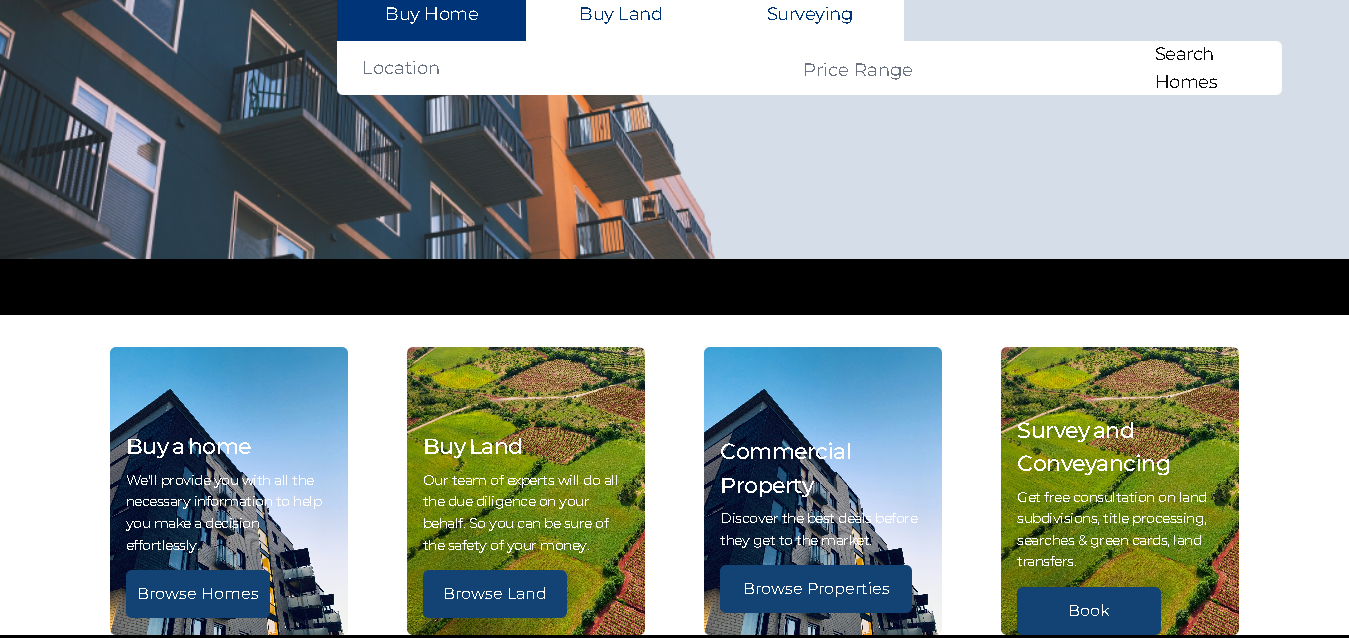 Buy Home
Buy Land
Surveying
Location
Price Range
Search
Homes
Buy a home
We'll provide you with all the
necessary information to help
you make a decision
effortlessly.
Browse Homes
Buy Land
Our team of experts will do all
the due diligence on your
behalf. So you can be sure of
the safety of your money.
Browse Land
Commercial
Property
Discover the best deals before
they get to the market.
Browse Properties
Survey and
Conveyancing
Get free consultation on land
subdivisions, title processing,
searches & green cards, land
transfers.
Book